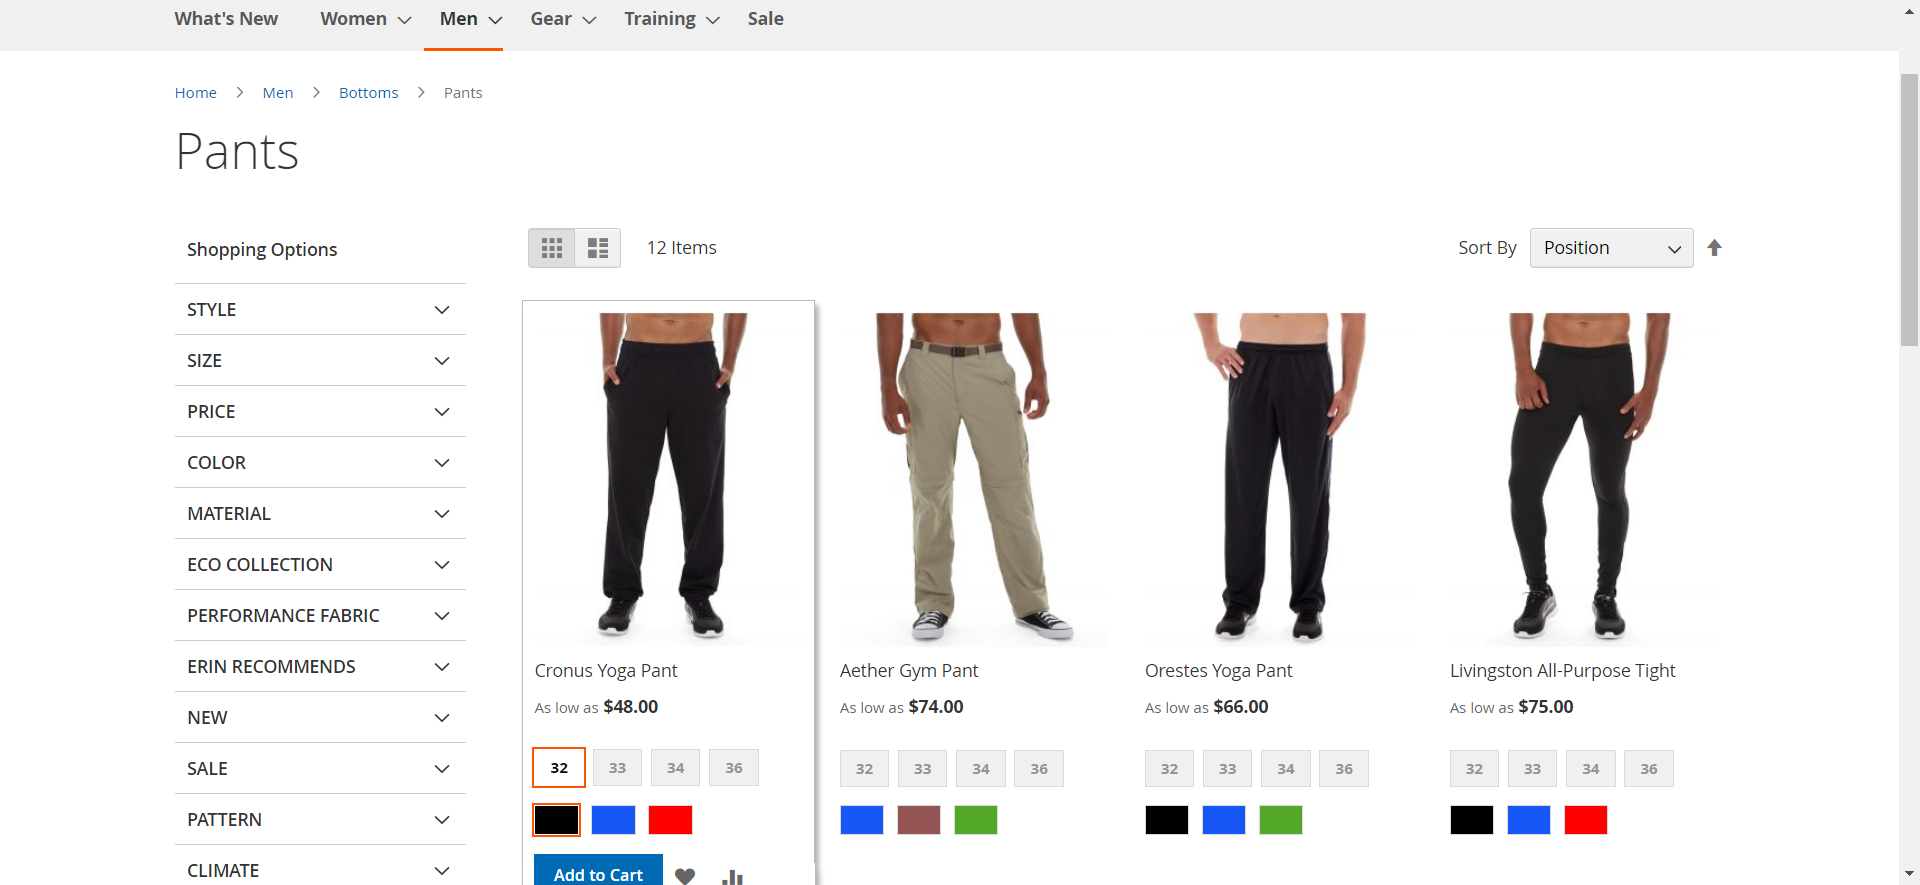 What's New Women Men Gear Training Sale
Home Men Bottoms Pants
Pants
Shopping Options
12 Items
Sort By Position
STYLE
SIZE
PRICE
COLOR
MATERIAL
ECO COLLECTION
PERFORMANCE FABRIC
ERIN RECOMMENDS
NEW
SALE
PATTERN
CLIMATE
Cronus Yoga Pant
As low as $48.00
32 33 34 36
Add to Cart
Aether Gym Pant
As low as $74.00
32 33 34 36
Orestes Yoga Pant
As low as $66.00
32 33 34 36
Livingston All-Purpose Tight
As low as $75.00
32 33 34 36